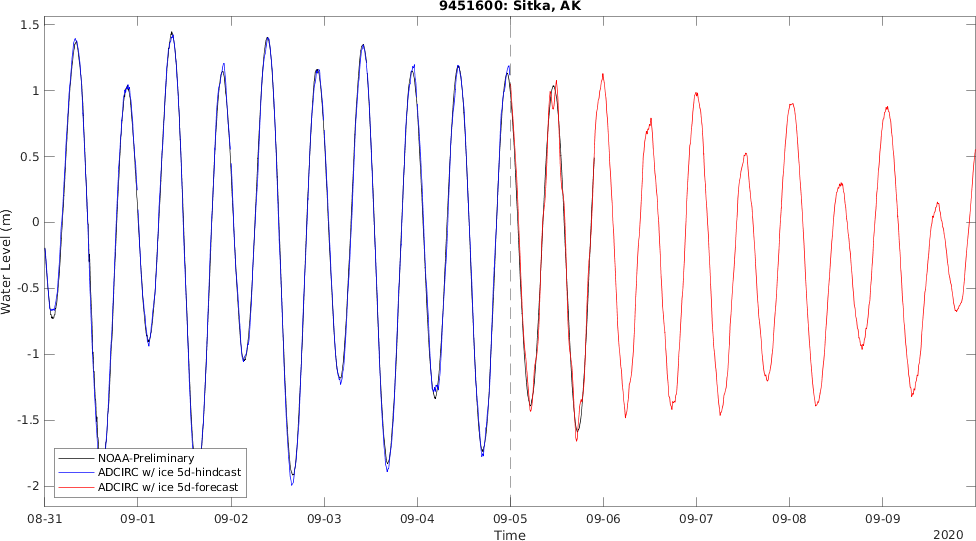 9451600: Sitka, AK
1.5
1
0.5
0
-0.5
-1
-1.5
-2
Water Level (m)
NOAA-Preliminary
ADCIRC w/ ice 5d-hindcast
ADCIRC w/ ice 5d-forecast
08-31 09-01 09-02 09-03 09-04 09-05 09-06 09-07 09-08 09-09
Time
2020